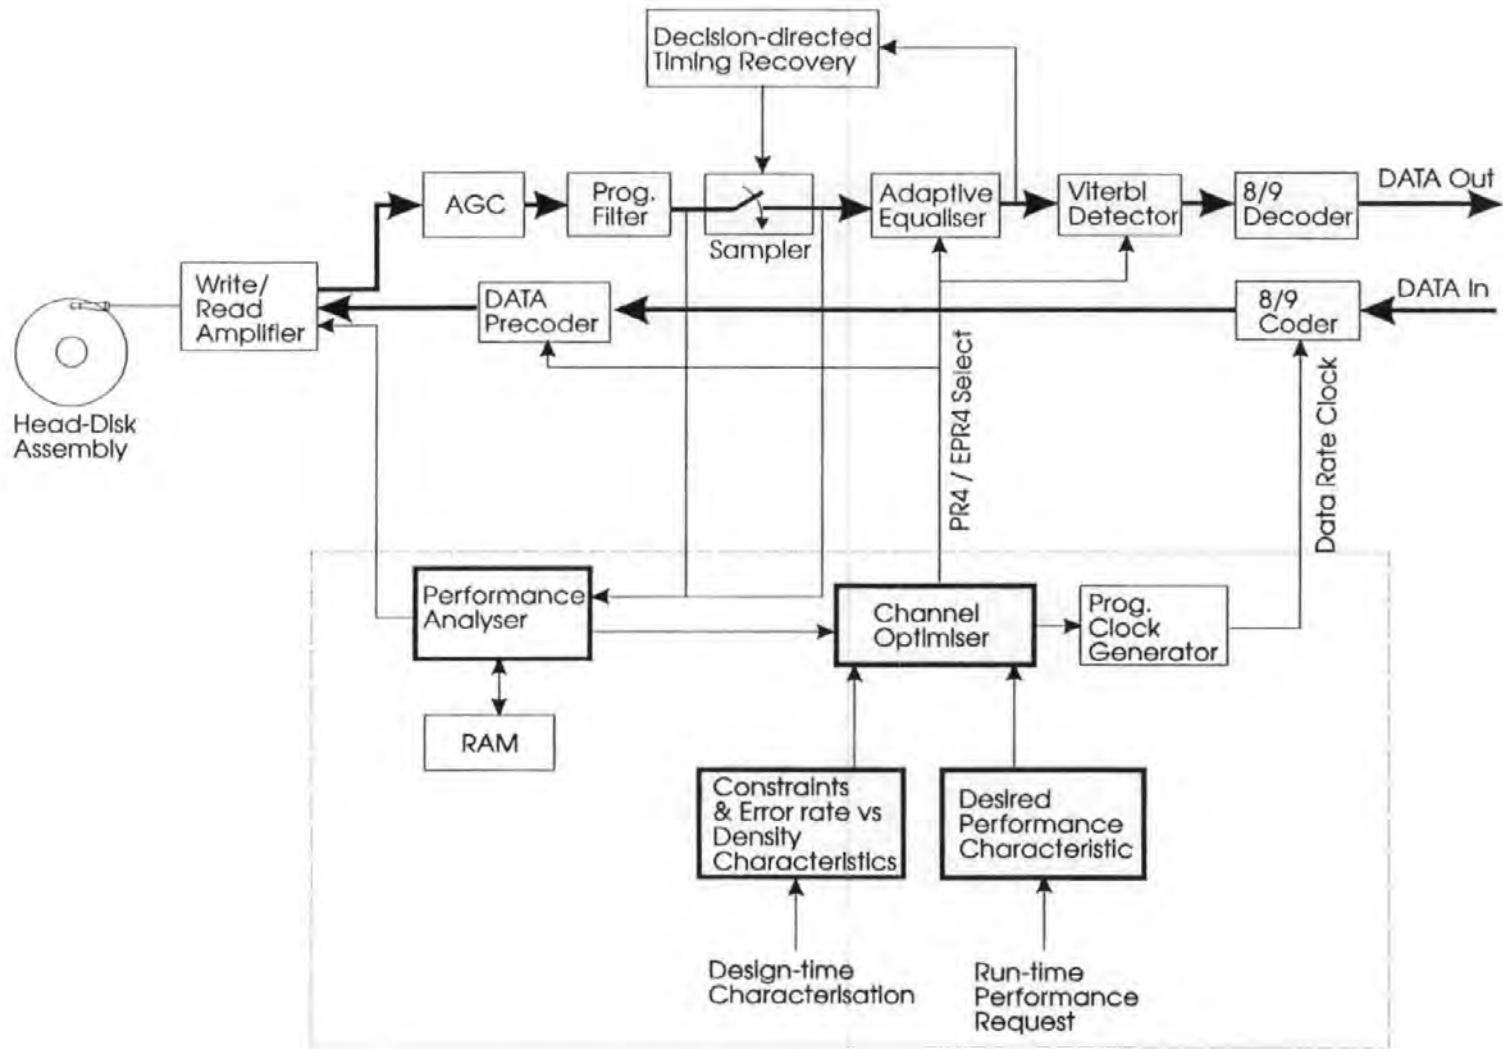 Decision-directed
Timing Recovery
AGC
Prog.
Filter
Sampler
Adaptive
Equaliser
Viterbi
Detector
8/9
Decoder
DATA Out
Write/
Read
Amplifier
DATA
Precoder
8/9
Coder
DATA In
Head-Disk
Assembly
PR4 / EPR4 Select
Data Rate Clock
Performance
Analyser
Channel
Optimiser
Prog.
Clock
Generator
RAM
Constraints
& Error rate vs
Density
Characteristics
Desired
Performance
Characteristic
Design-time
Characterisation
Run-time
Performance
Request